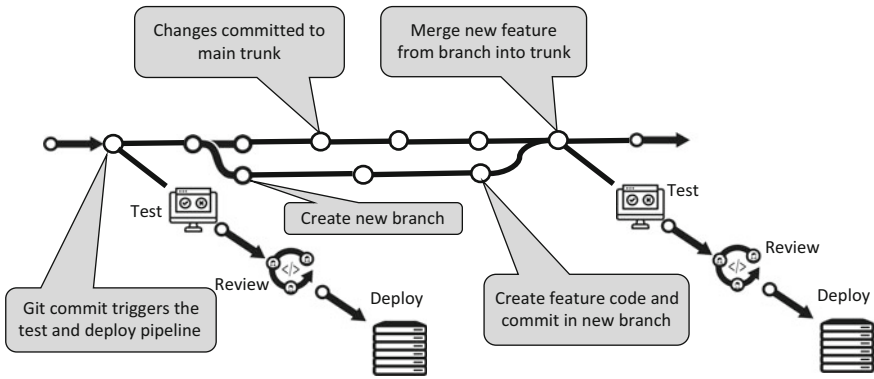 Changes committed to
main trunk
Merge new feature
from branch into trunk
Test
Create new branch
Test
Review
</>
Review
</>
Git commit triggers the
test and deploy pipeline
Deploy
Create feature code and
commit in new branch
Deploy